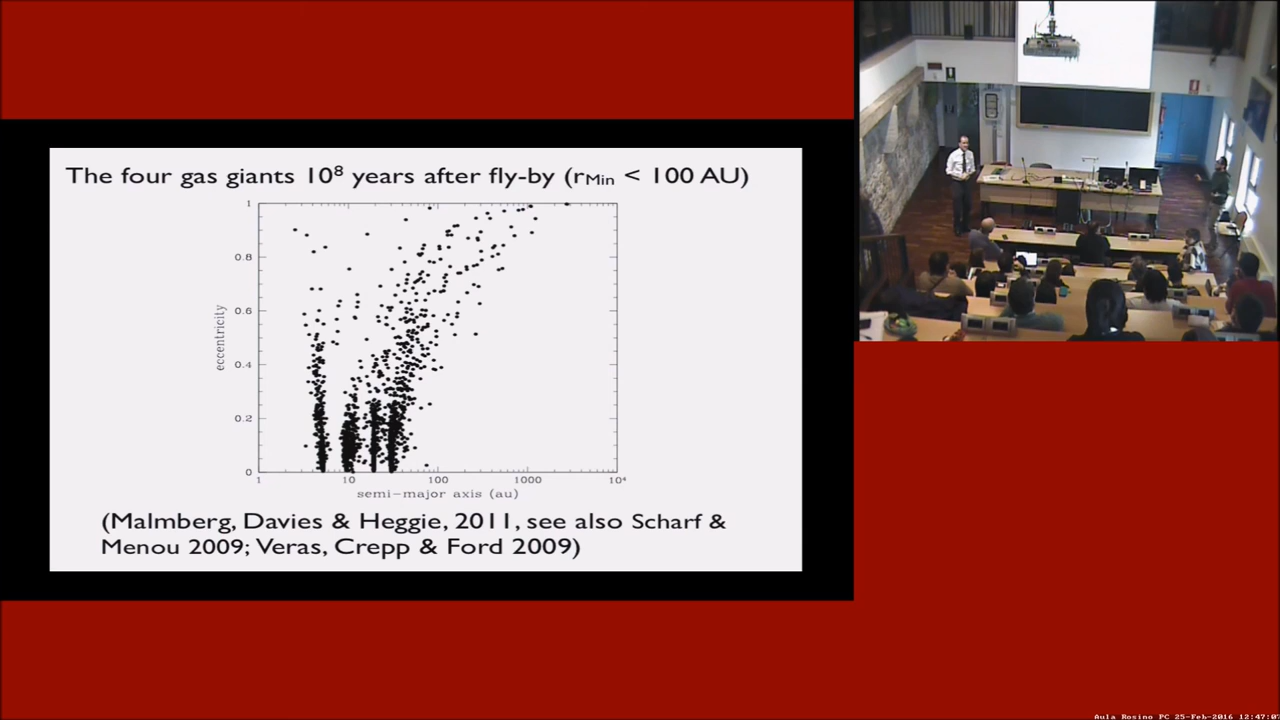 The four gas giants 10⁸ years after fly-by (rMin < 100 AU)
1
0.8
0.6
0.4
0.2
0
eccentricity
1 10 100 1000 10⁴
semi-major axis (au)
(Malmberg, Davies & Heggie, 2011, see also Scharf &
Menou 2009; Veras, Crepp & Ford 2009)
Aula Rosino PC 25-Feb-2016 12:47:0